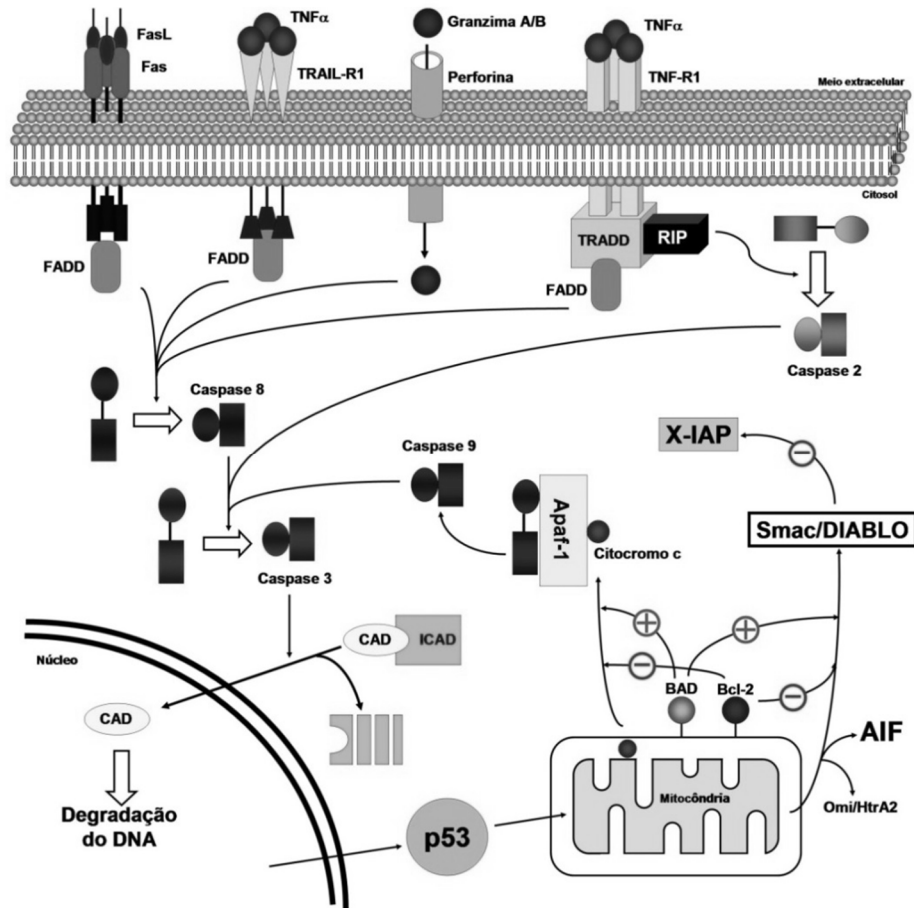 TNFα
Granzima A/B
TNFα
FasL
Fas
TRAIL-R1
Perforina
TNF-R1
Meio extracelular
Citosol
TRADD
RIP
FADD
FADD
FADD
Caspase 2
Caspase 8
Caspase 9
X-IAP
Apaf-1
Citocromo c
Smac/DIABLO
Caspase 3
Núcleo
CAD
ICAD
BAD
Bcl-2
CAD
AIF
Mitocôndria
Omi/HtrA2
Degradação
do DNA
p53